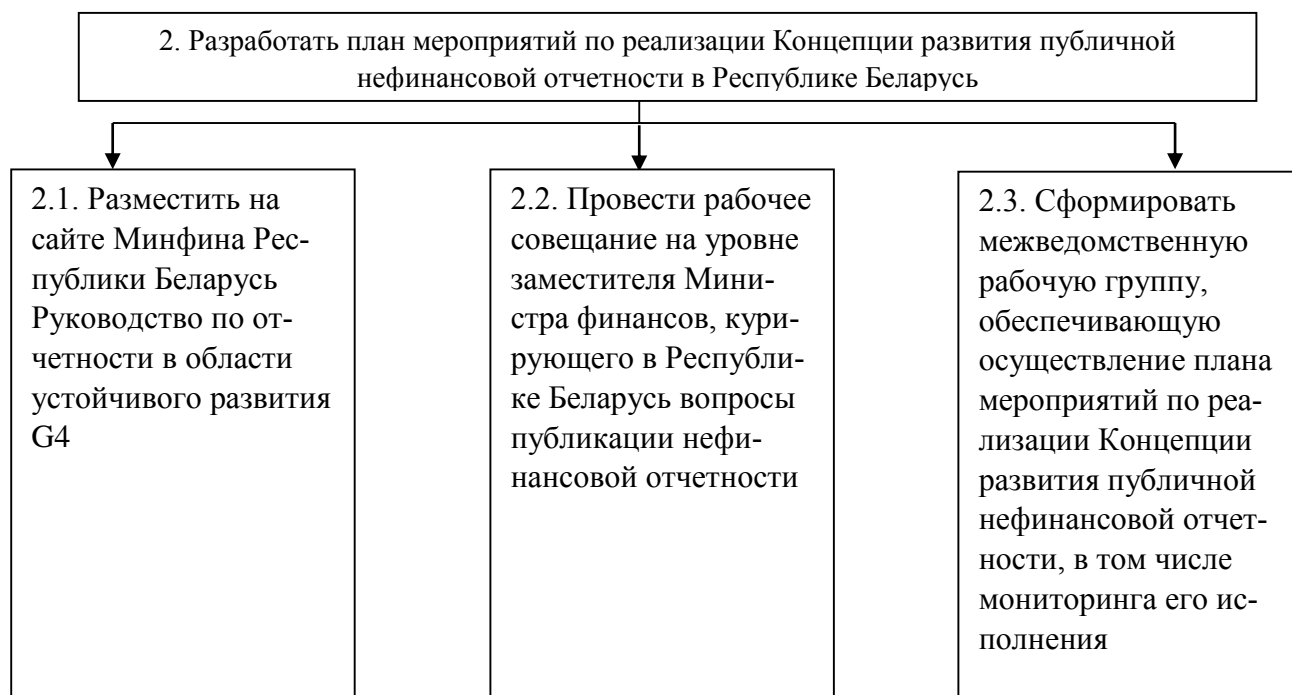 2. Разработать план мероприятий по реализации Концепции развития публичной
нефинансовой отчетности в Республике Беларусь
2.1. Разместить на
сайте Минфина Рес-
публики Беларусь
Руководство по от-
четности в области
устойчивого развития
G4
2.2. Провести рабочее
совещание на уровне
заместителя Мини-
стра финансов, кури-
рующего в Республи-
ке Беларусь вопросы
публикации нефи-
нансовой отчетности
2.3. Сформировать
межведомственную
рабочую группу,
обеспечивающую
осуществление плана
мероприятий по реа-
лизации Концепции
развития публичной
нефинансовой отчет-
ности, в том числе
мониторинга его ис-
полнения